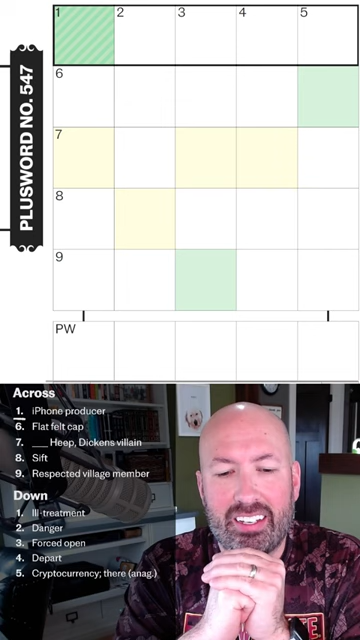 PLUSWORD NO. 547
1
2
3
4
5
6
7
8
9
PW
Across
1. iPhone producer
6. Flat felt cap
7. ___ Heep, Dickens villain
8. Sift
9. Respected village member
Down
1. Ill-treatment
2. Danger
3. Forced open
4. Depart
5. Cryptocurrency; there (anag.)